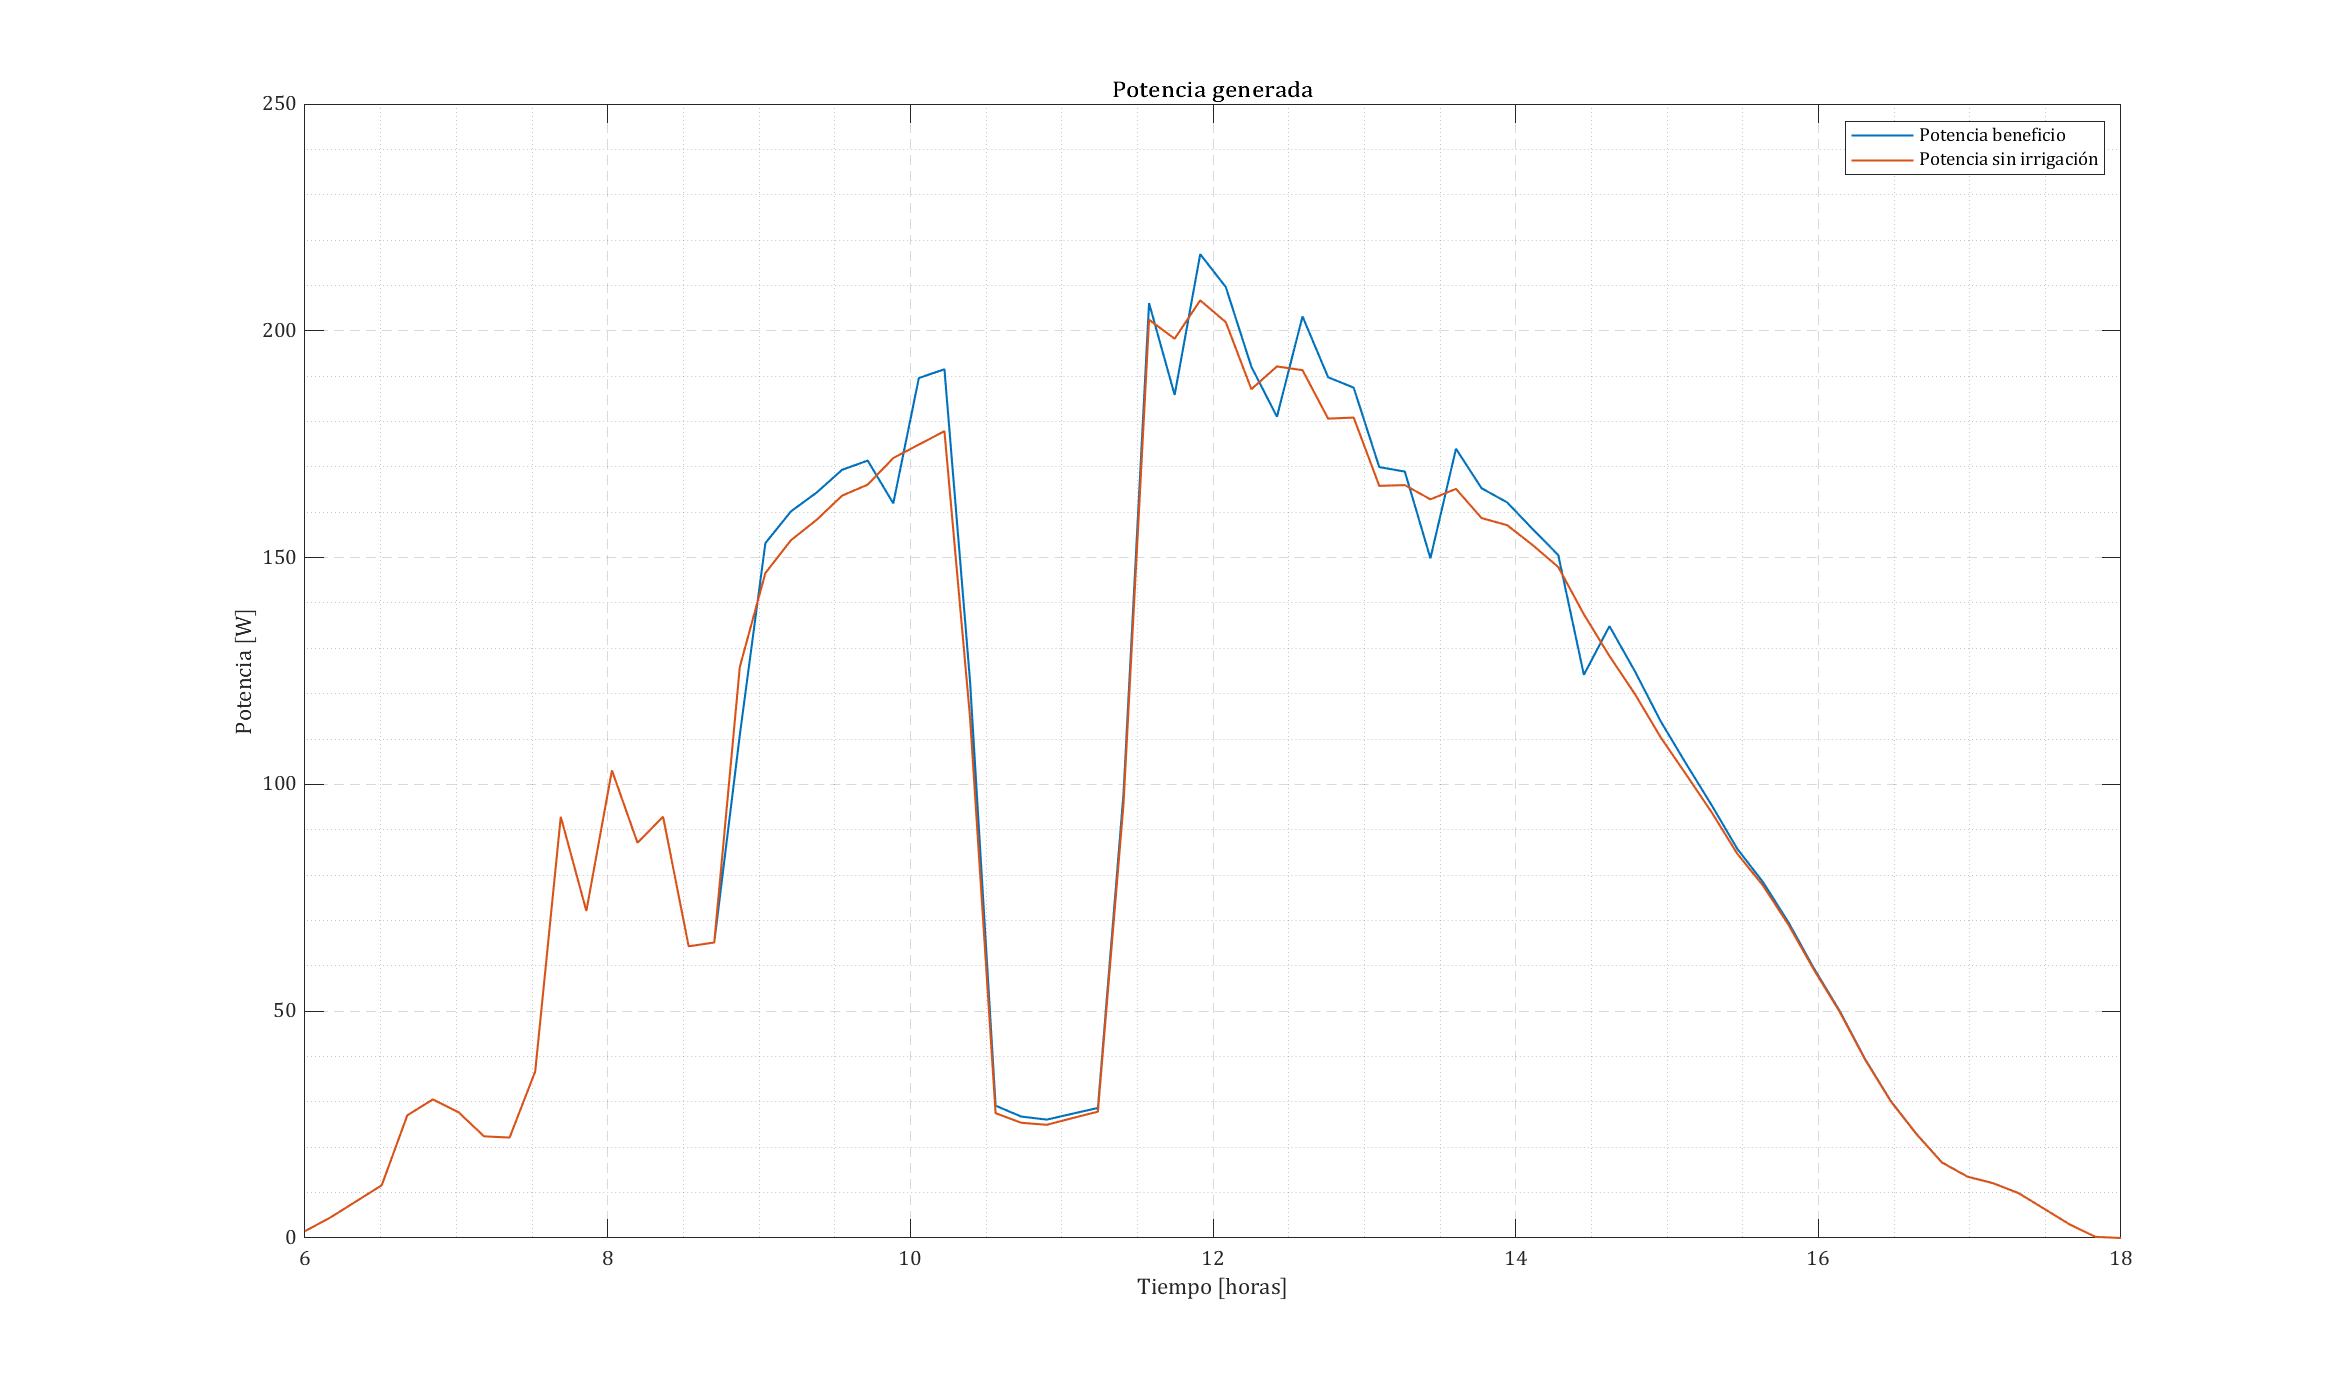 Potencia generada
250
Potencia beneficio
Potencia sin irrigación
200
150
Potencia [W]
100
50
0
6 8 10 12 14 16 18
Tiempo [horas]